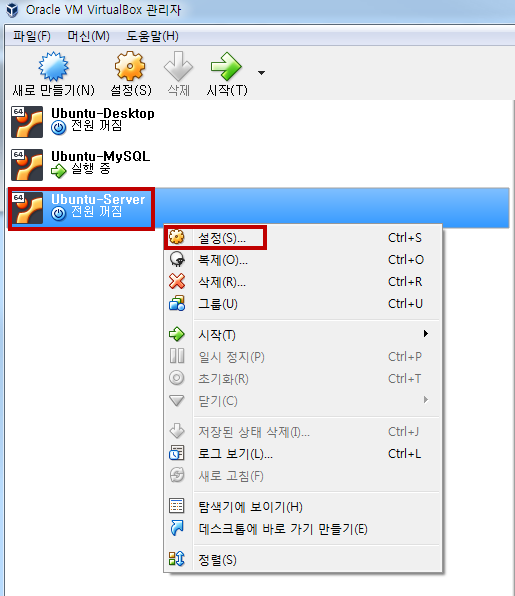 Oracle VM VirtualBox 관리자
파일(F) 머신(M) 도움말(H)
새로 만들기(N) 설정(S) 삭제 시작(T)
64 Ubuntu-Desktop
전원 꺼짐
64 Ubuntu-MySQL
실행 중
64 Ubuntu-Server
전원 꺼짐
설정(S)... Ctrl+S
복제(O)... Ctrl+O
삭제(R)... Ctrl+R
그룹(U) Ctrl+U
시작(T)
일시 정지(P) Ctrl+P
초기화(R) Ctrl+T
닫기(C)
저장된 상태 삭제(I)... Ctrl+J
로그 보기(L)... Ctrl+L
새로 고침(F)
탐색기에 보이기(H)
데스크톱에 바로 가기 만들기(E)
정렬(S)